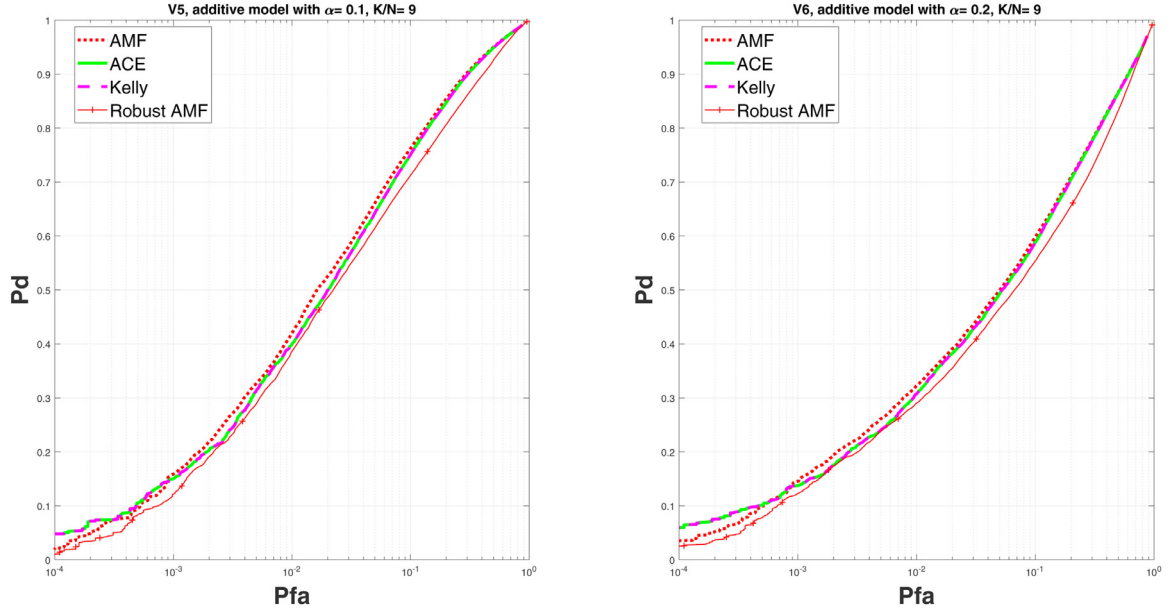 V5, additive model with α= 0.1, K/N= 9
AMF
ACE
Kelly
Robust AMF
1
0.9
0.8
0.7
0.6
0.5
0.4
0.3
0.2
0.1
0
Pd
10^-4
10^-3
10^-2
10^-1
10^0
Pfa
V6, additive model with α= 0.2, K/N= 9
AMF
ACE
Kelly
Robust AMF
1
0.9
0.8
0.7
0.6
0.5
0.4
0.3
0.2
0.1
0
Pd
10^-4
10^-3
10^-2
10^-1
10^0
Pfa